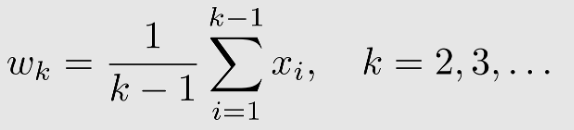 w_k = \frac{1}{k-1} \sum_{i=1}^{k-1} x_i, \quad k = 2, 3, \ldots